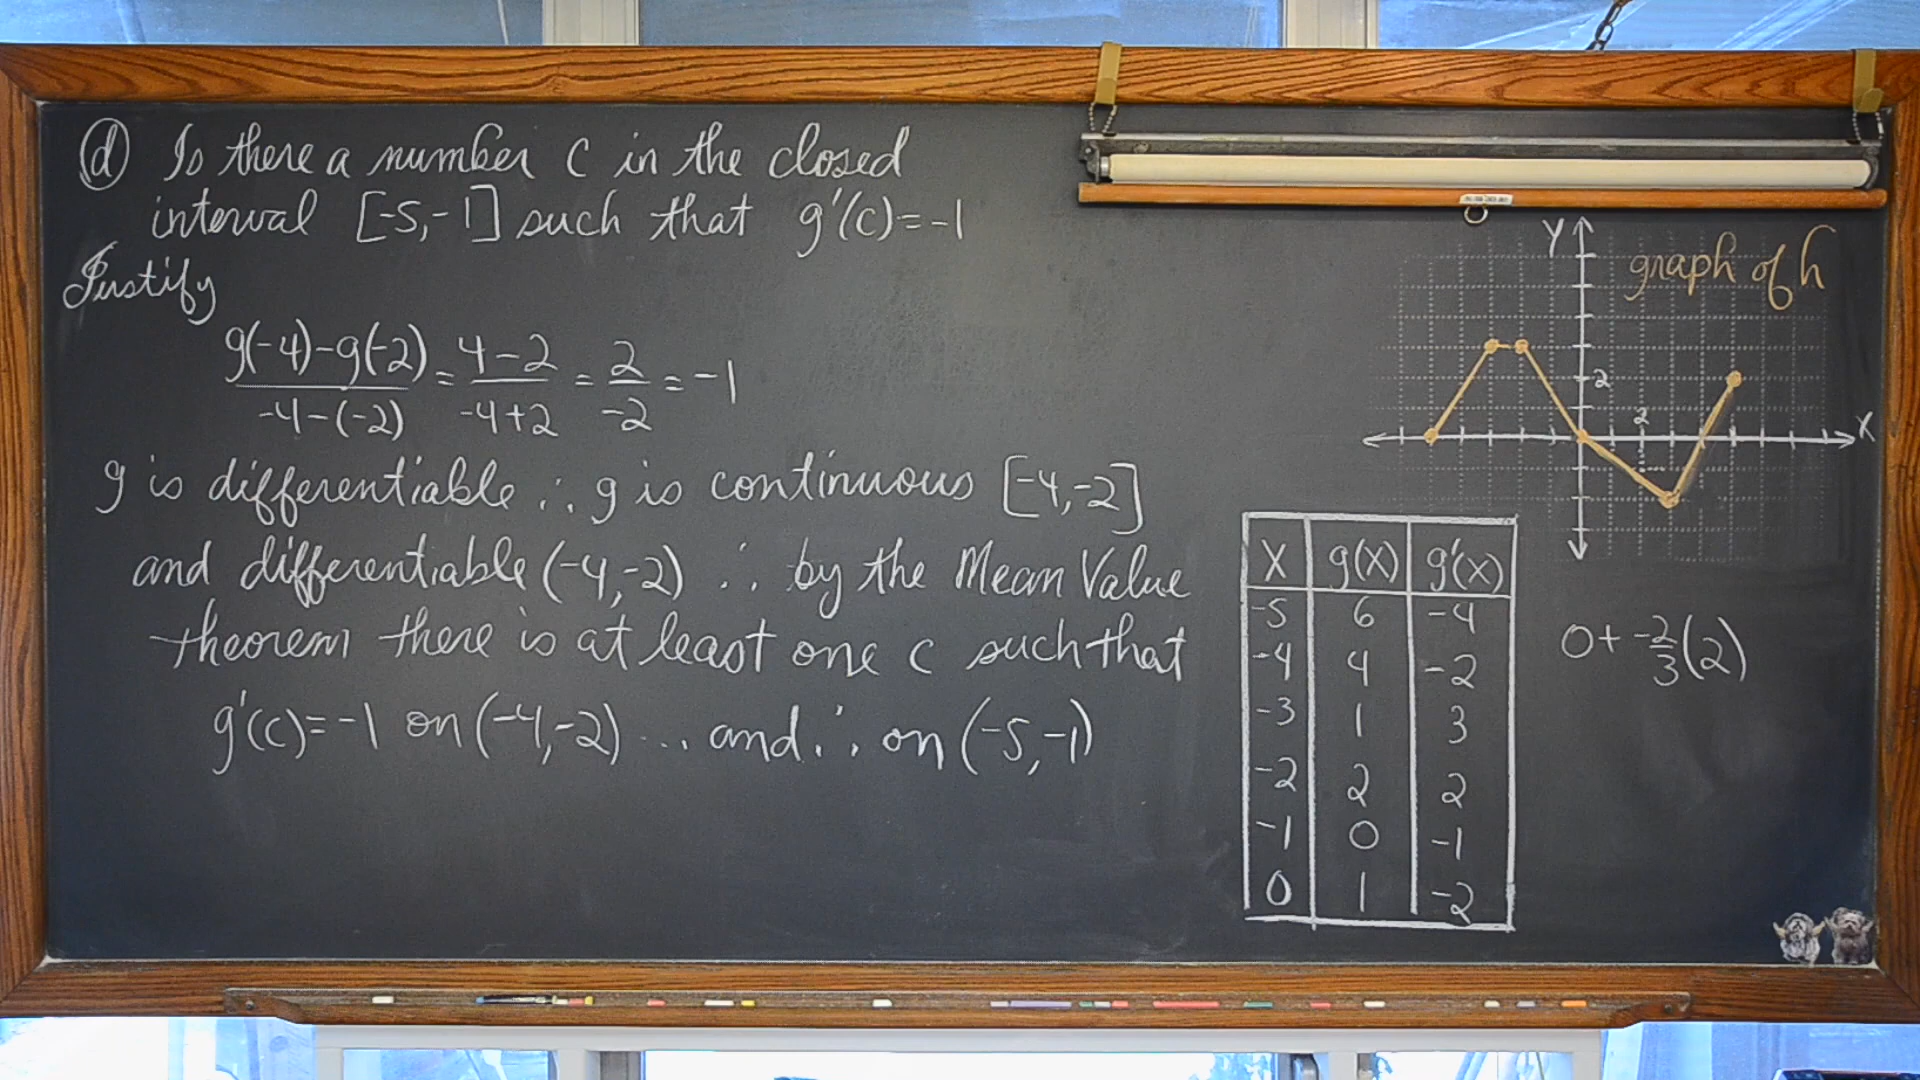 (d) Is there a number c in the closed
interval [-5,-1] such that g'(c)=-1
Justify
g(-4)-g(-2) / -4-(-2) = 4-2 / -4+2 = 2 / -2 = -1
g is differentiable ∴ g is continuous [-4,-2]
and differentiable (-4,-2) ∴ by the Mean Value
theorem there is at least one c such that
g'(c)=-1 on (-4,-2) ... and ∴ on (-5,-1)
Y
graph of h
2
2
X
X g(x) g'(x)
-5 6 -4
-4 4 -2
-3 1 3
-2 2 2
-1 0 -1
0 1 -2
0+ -2/3(2)